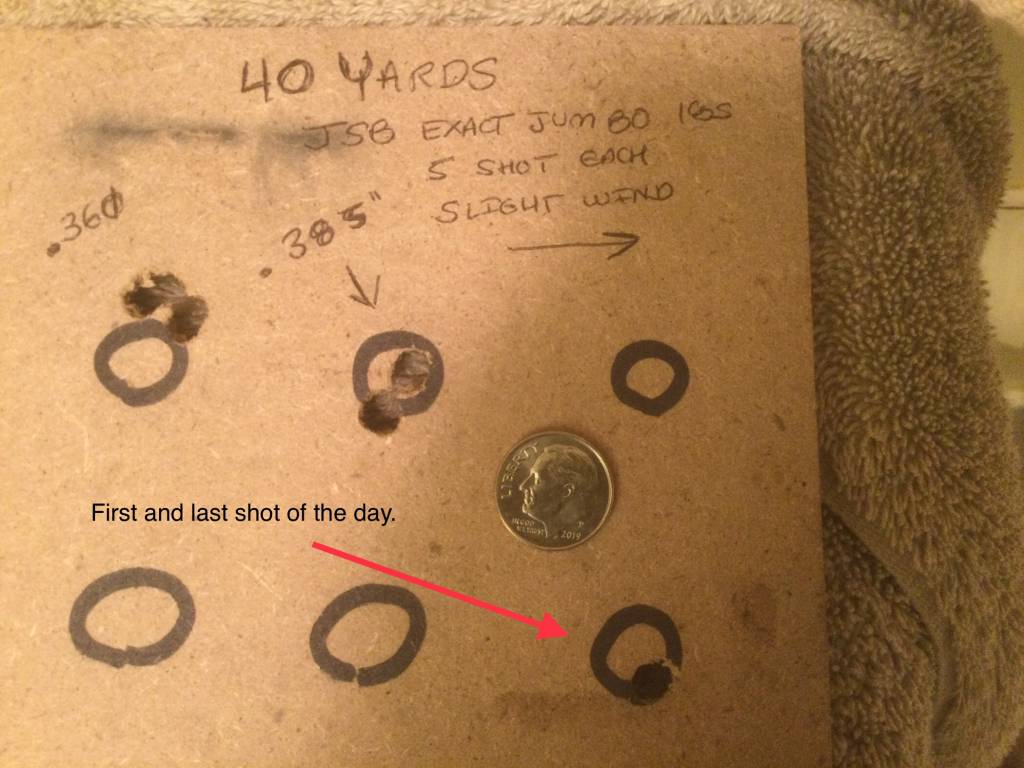 40 YARDS
JSB EXACT JUMBO 18s
5 SHOT EACH
SLIGHT WIND
.360
.385"
LIBERTY
IN GOD
WE TRUST
2019
First and last shot of the day.